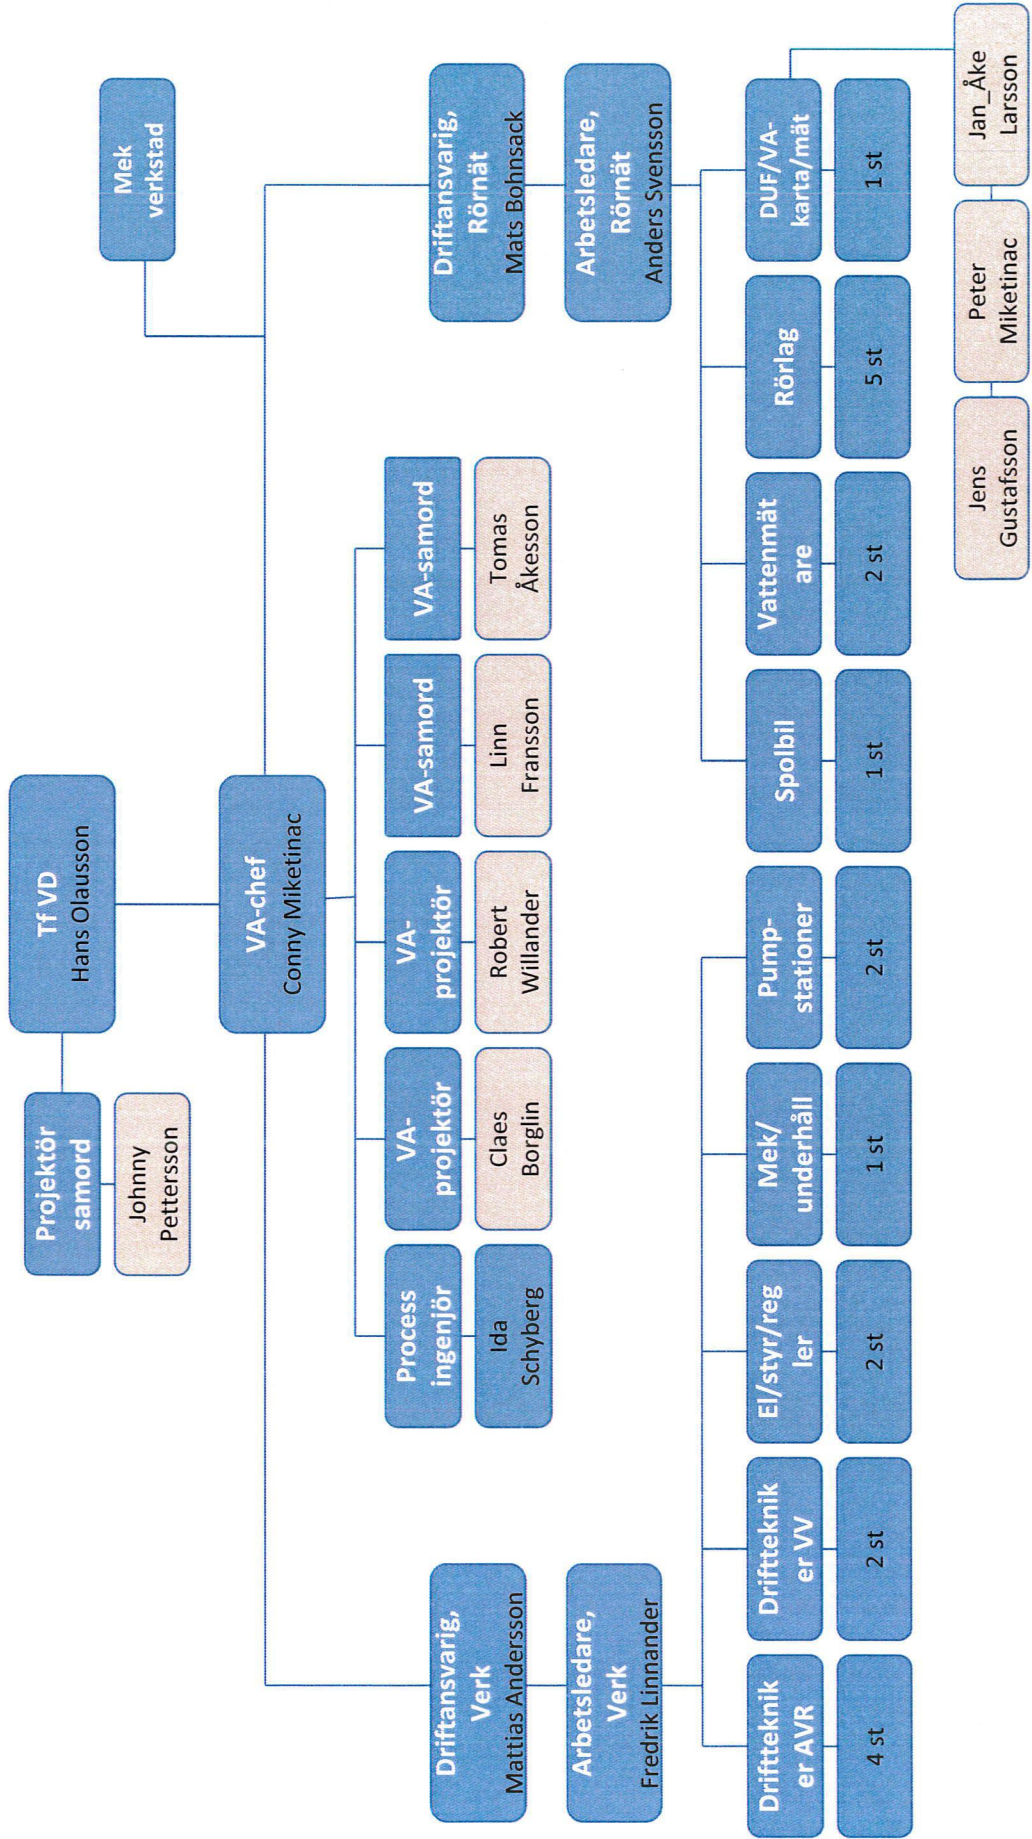 Tf VD
Hans Olausson
Projektör
samord
Johnny
Pettersson
Mek
verkstad
VA-chef
Conny Miketinac
Process
ingenjör
Ida
Schyberg
VA-
projektör
Claes
Borglin
VA-
projektör
Robert
Willander
VA-samord
Linn
Fransson
VA-samord
Tomas
Åkesson
Driftansvarig,
Verk
Mattias Andersson
Arbetsledare,
Verk
Fredrik Linnander
Driftansvarig,
Rörnät
Mats Bohnsack
Arbetsledare,
Rörnät
Anders Svensson
Driftteknik
er AVR
4 st
Driftteknik
er VV
2 st
El/styr/reg
ler
2 st
Mek/
underhåll
1 st
Pump-
stationer
2 st
Spolbil
1 st
Vattenmät
are
2 st
Rörlag
5 st
DUF/VA-
karta/mät
1 st
Jens
Gustafsson
Peter
Miketinac
Jan_Åke
Larsson